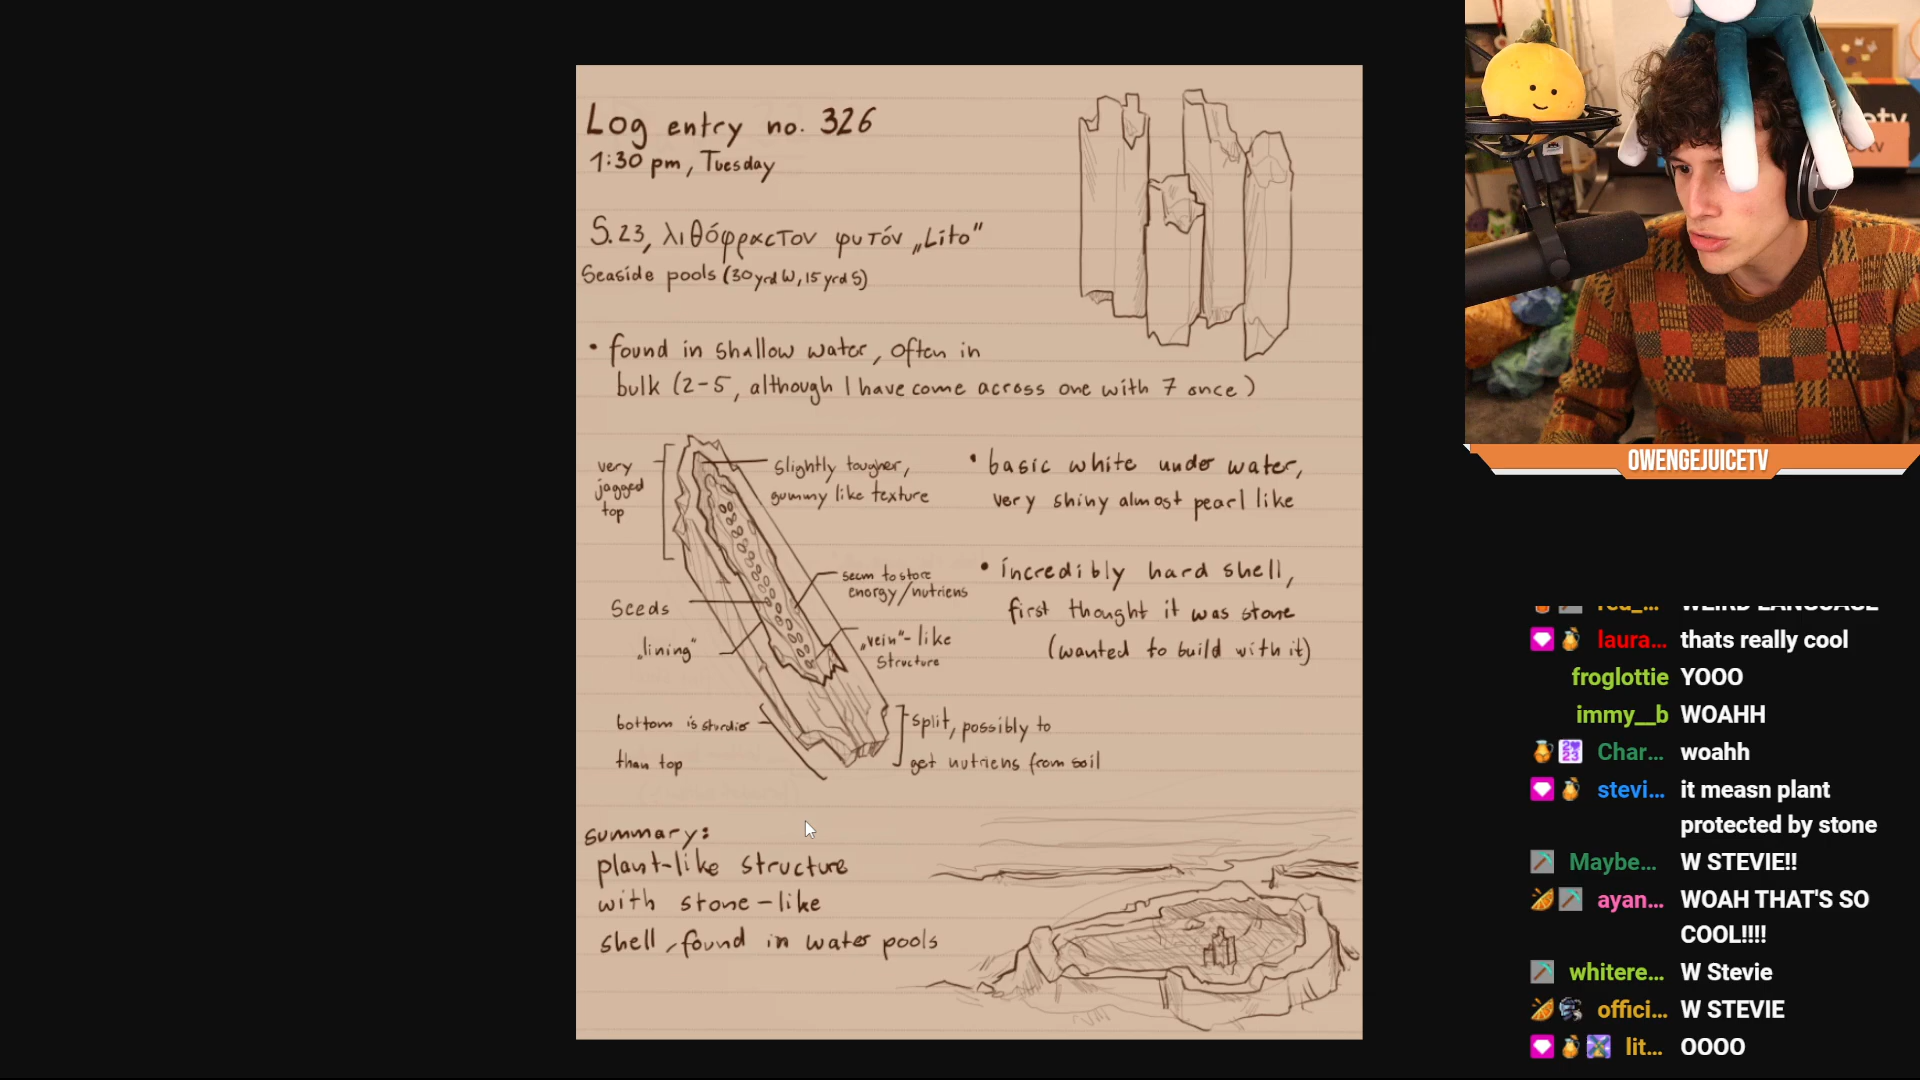 Log entry no. 326
1:30 pm, Tuesday
S.23, λιθόφραςτον φυτόν „Lito"
Seaside pools (30yrd W, 15 yrd S)
• found in shallow water, often in
bulk (2-5, although I have come across one with 7 once)
very
jagged
top
slightly tougher,
gummy like texture
• basic white under water,
very shiny almost pearl like
seem to store
energy/nutriens
• incredibly hard shell,
first thought it was stone
(wanted to build with it)
Seeds
„lining"
„vein"-like
structure
bottom is sturdier
than top
split, possibly to
get nutriens from soil
summary:
plant-like structure
with stone-like
shell, found in water pools
OWENGEJUICETV
laura... thats really cool
froglottie YOOO
immy__b WOAHH
Char... woahh
stevi... it measn plant
protected by stone
Maybe... W STEVIE!!
ayan... WOAH THAT'S SO
COOL!!!!
whitere... W Stevie
offici... W STEVIE
lit... OOOO